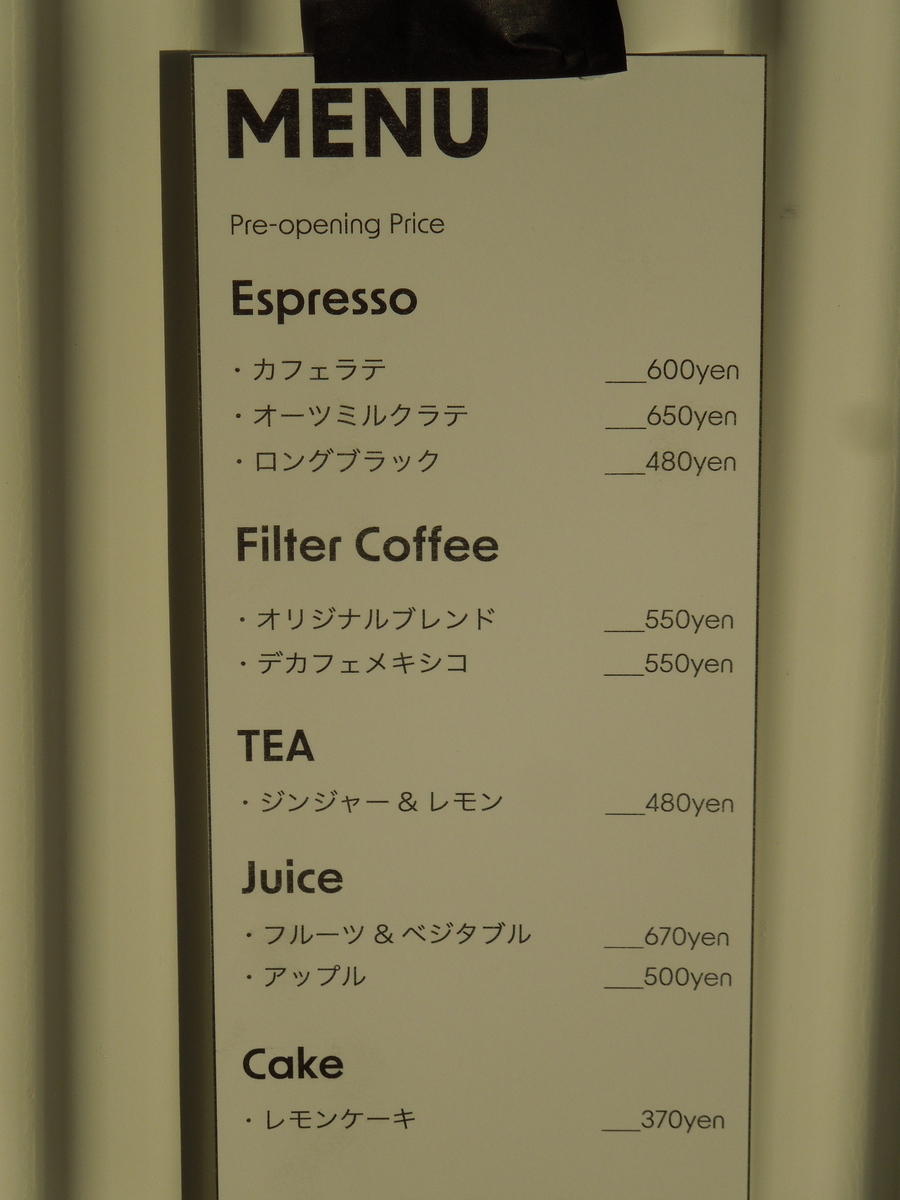 MENU
Pre-opening Price
Espresso
・カフェラテ ___600yen
・オーツミルクラテ ___650yen
・ロングブラック ___480yen
Filter Coffee
・オリジナルブレンド ___550yen
・デカフェメキシコ ___550yen
TEA
・ジンジャー & レモン ___480yen
Juice
・フルーツ & ベジタブル ___670yen
・アップル ___500yen
Cake
・レモンケーキ ___370yen